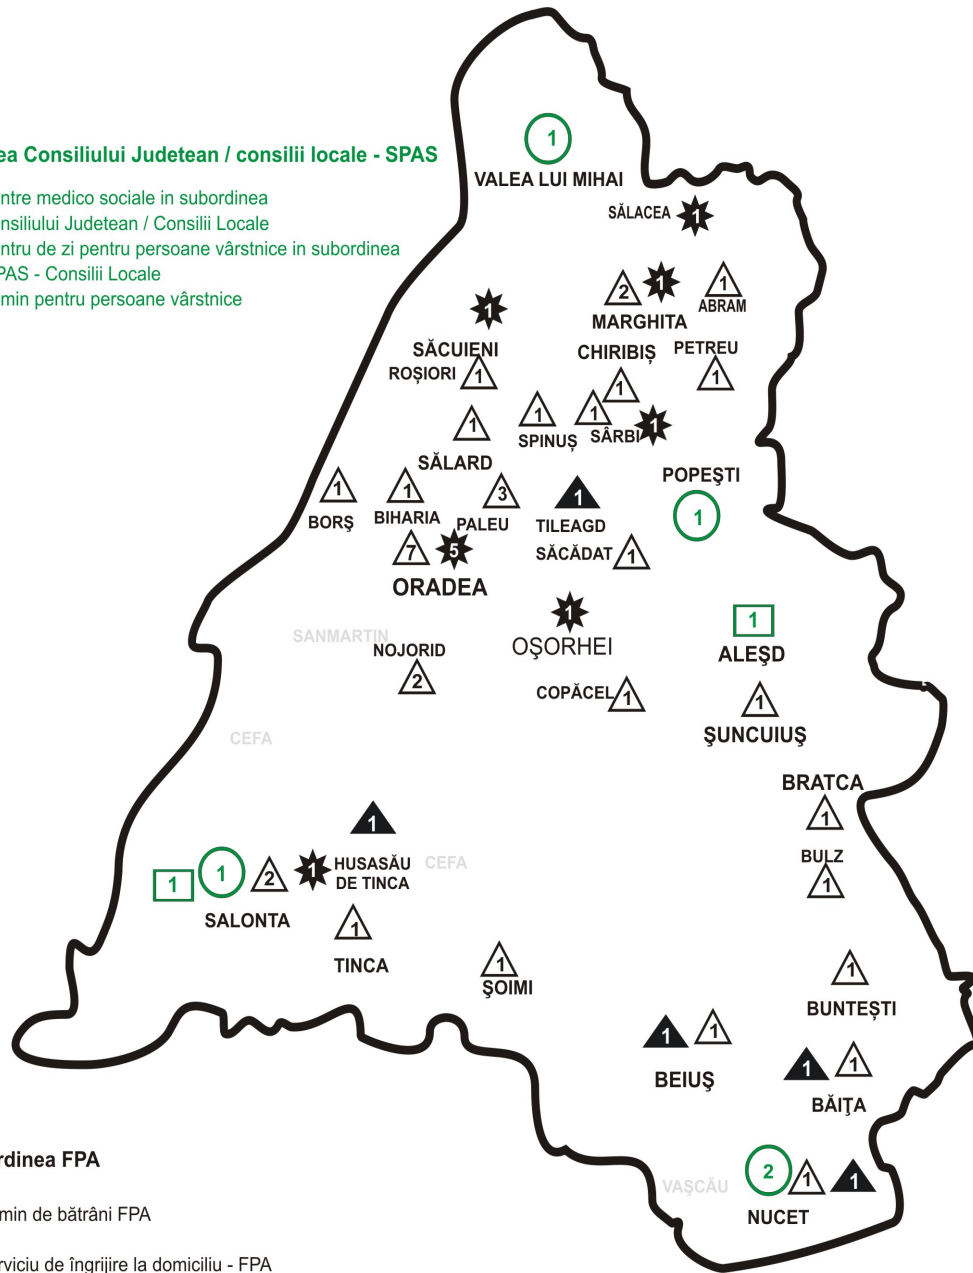 ea Consiliului Judetean / consilii locale - SPAS
ntre medico sociale in subordinea
nsiliului Judetean / Consilii Locale
ntru de zi pentru persoane vârstnice in subordinea
PAS - Consilii Locale
min pentru persoane vârstnice
1
VALEA LUI MIHAI
SĂLACEA 1
2 1 1
MARGHITA ABRAM
1
SĂCUIENI
CHIRIBIȘ PETREU
ROȘIORI 1 1 1
1 1 1 1
SPINUȘ SÂRBI
SĂLARD
POPEŞTI
1 1 3 1 1
BORŞ BIHARIA PALEU TILEAGD
7 5 SĂCĂDAT 1
ORADEA
1 1
SANMARTIN OŞORHEI ALEŞD
NOJORID
2 COPĂCEL 1 1
ŞUNCUIUŞ
CEFA
BRATCA
1
1
BULZ
1 1 2 1 HUSASĂU CEFA 1
DE TINCA
SALONTA
1
TINCA
1
ŞOIMI
1
BUNTEȘTI
1 1
BEIUŞ
1 1
BĂIŢA
rdinea FPA
VAŞCĂU 2 1 1
NUCET
min de bătrâni FPA
rviciu de îngrijire la domiciliu - FPA